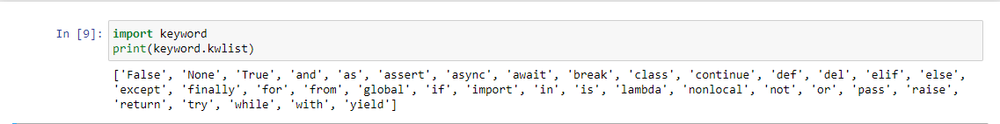 In [9]: import keyword
print(keyword.kwlist)
['False', 'None', 'True', 'and', 'as', 'assert', 'async', 'await', 'break', 'class', 'continue', 'def', 'del', 'elif', 'else',
'except', 'finally', 'for', 'from', 'global', 'if', 'import', 'in', 'is', 'lambda', 'nonlocal', 'not', 'or', 'pass', 'raise',
'return', 'try', 'while', 'with', 'yield']